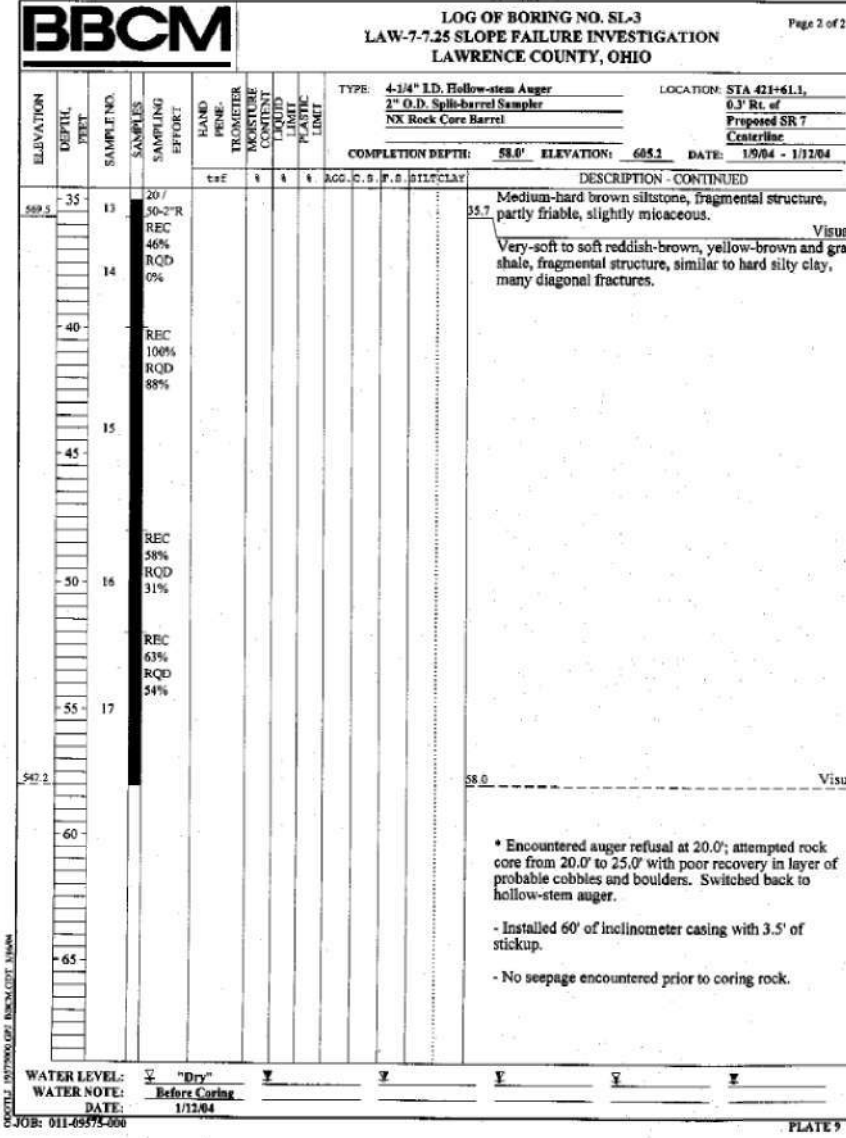 BBCM
LOG OF BORING NO. SL-3
LAW-7-7.25 SLOPE FAILURE INVESTIGATION
LAWRENCE COUNTY, OHIO
Page 2 of 2
ELEVATION
DEPTH, FEET
SAMPLE NO.
SAMPLES
SAMPLING EFFORT
HAND PENE-TROMETER
MOISTURE CONTENT
LIQUID LIMIT
PLASTIC LIMIT
TYPE: 4-1/4" I.D. Hollow-stem Auger
2" O.D. Split-barrel Sampler
NX Rock Core Barrel
LOCATION: STA 421+61.1,
0.3' Rt. of
Proposed SR 7
Centerline
COMPLETION DEPTH: 58.0' ELEVATION: 605.2 DATE: 1/9/04 - 1/12/04
tsf % % % AGG. C.S. F.S. SILT CLAY DESCRIPTION - CONTINUED
35
13
20 /
50-2"R
569.5
35.7
Medium-hard brown siltstone, fragmental structure,
partly friable, slightly micaceous.
Visu
REC
46%
RQD
0%
14
Very-soft to soft reddish-brown, yellow-brown and gra
shale, fragmental structure, similar to hard silty clay,
many diagonal fractures.
40
REC
100%
RQD
88%
15
45
REC
58%
RQD
31%
50
16
REC
63%
RQD
54%
55
17
547.2
58.0
Visu
60
* Encountered auger refusal at 20.0'; attempted rock
core from 20.0' to 25.0' with poor recovery in layer of
probable cobbles and boulders. Switched back to
hollow-stem auger.
- Installed 60' of inclinometer casing with 3.5' of
stickup.
65
- No seepage encountered prior to coring rock.
WATER LEVEL: "Dry"
WATER NOTE: Before Coring
DATE: 1/12/04
JOB: 011-09575-000
PLATE 9